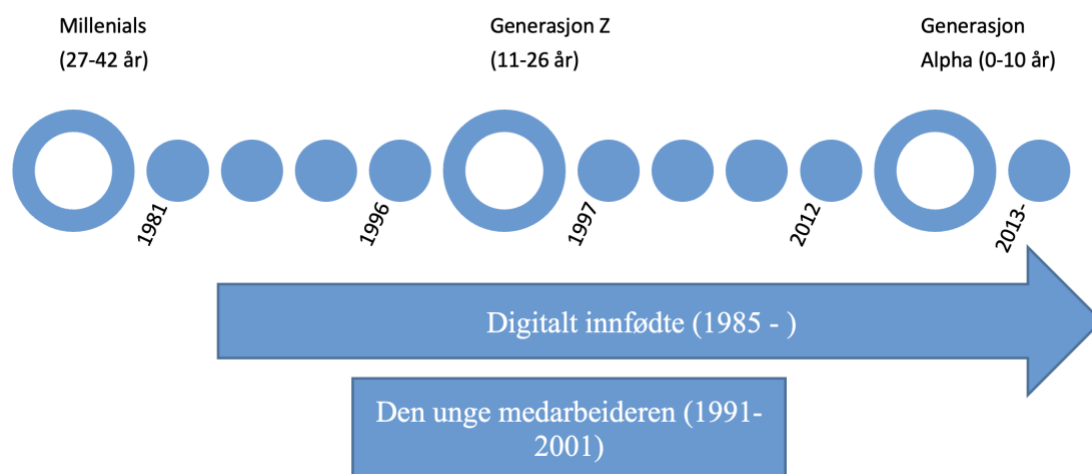 Millenials
(27-42 år)
Generasjon Z
(11-26 år)
Generasjon
Alpha (0-10 år)
1981
1996
1997
2012
2013-
Digitalt innfødte (1985 - )
Den unge medarbeideren (1991-
2001)